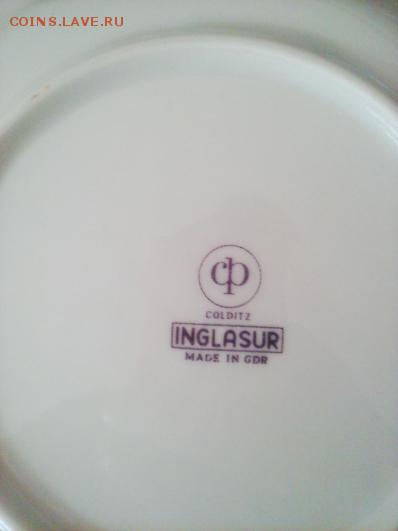 COINS.LAVE.RU
cp
COLDITZ
INGLASUR
MADE IN GDR